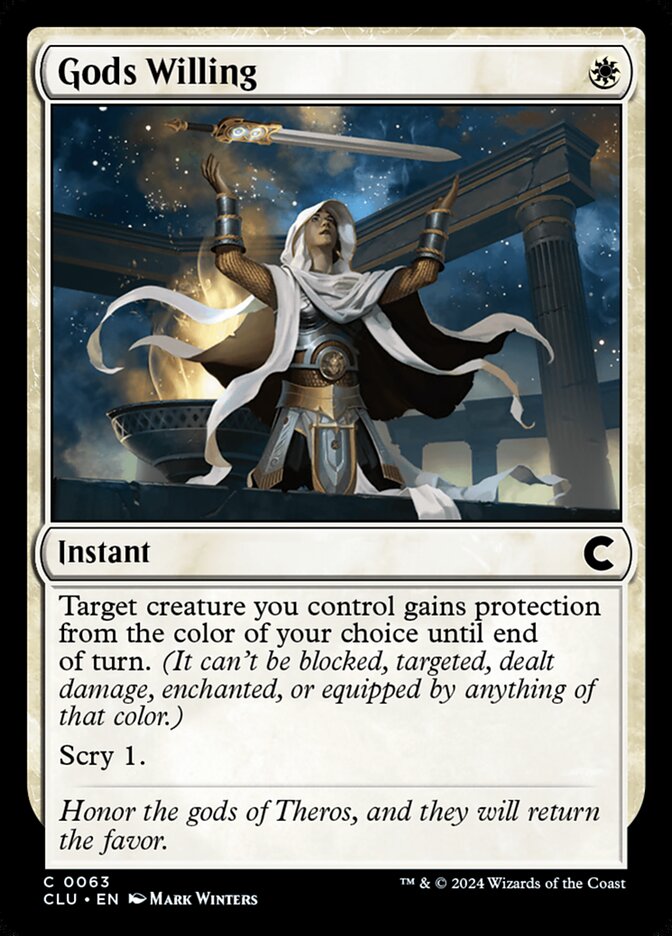 Gods Willing
Instant
Target creature you control gains protection
from the color of your choice until end
of turn. (It can't be blocked, targeted, dealt
damage, enchanted, or equipped by anything of
that color.)
Scry 1.
Honor the gods of Theros, and they will return
the favor.
C 0063
™ & © 2024 Wizards of the Coast
CLU • EN Mark Winters